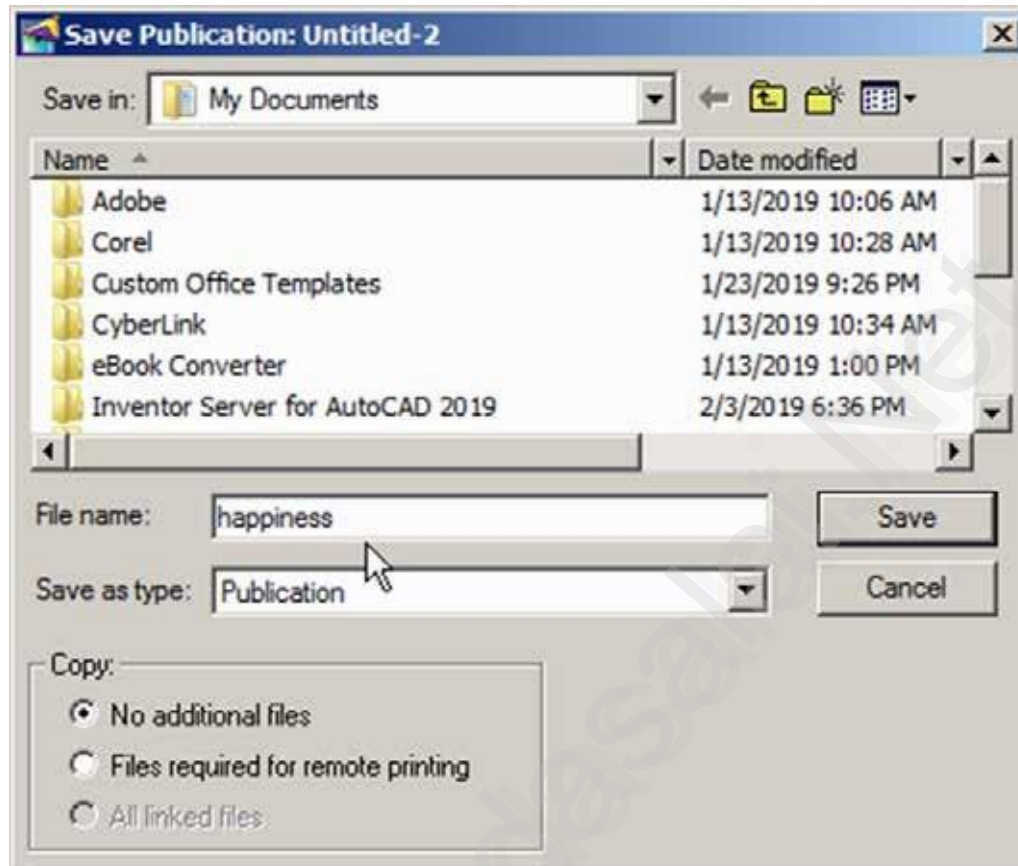 Save Publication: Untitled-2
Save in: My Documents
Name Date modified
Adobe 1/13/2019 10:06 AM
Corel 1/13/2019 10:28 AM
Custom Office Templates 1/23/2019 9:26 PM
CyberLink 1/13/2019 10:34 AM
eBook Converter 1/13/2019 1:00 PM
Inventor Server for AutoCAD 2019 2/3/2019 6:36 PM
File name: happiness Save
Save as type: Publication Cancel
Copy:
No additional files
Files required for remote printing
All linked files